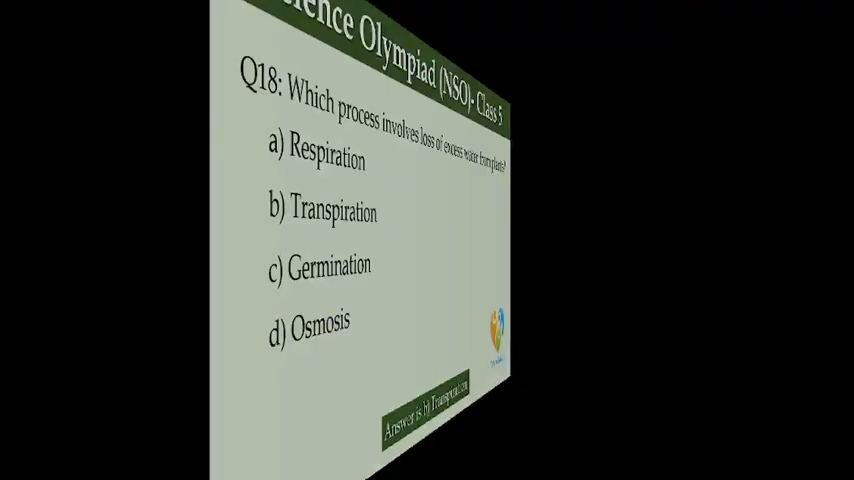 ience Olympiad (NSO)- Class 5
Q18: Which process involves loss of excess water from plants?
a) Respiration
b) Transpiration
c) Germination
d) Osmosis
Answer is b) Transpiration